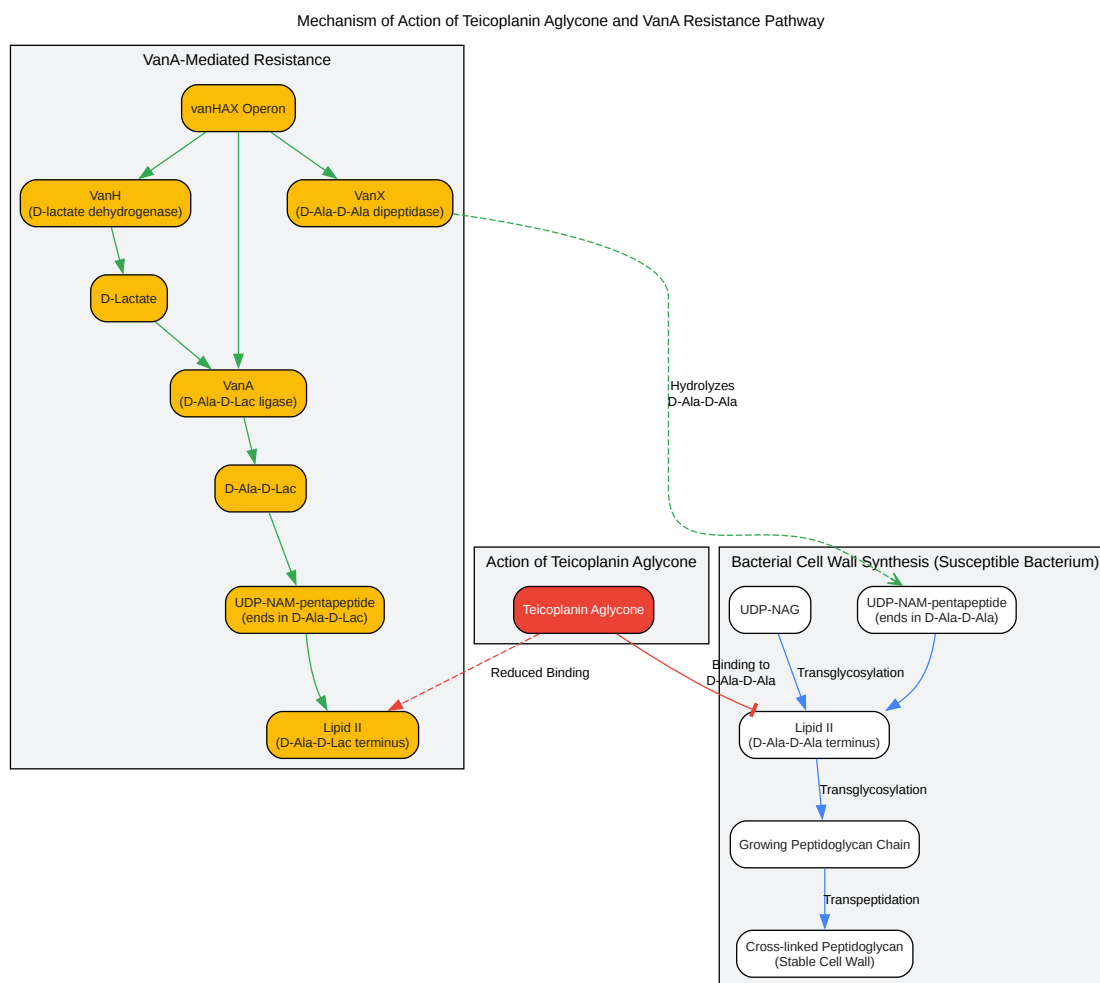 Mechanism of Action of Teicoplanin Aglycone and VanA Resistance Pathway
VanA-Mediated Resistance
vanHAX Operon
VanH
(D-lactate dehydrogenase)
VanX
(D-Ala-D-Ala dipeptidase)
D-Lactate
VanA
(D-Ala-D-Lac ligase)
D-Ala-D-Lac
UDP-NAM-pentapeptide
(ends in D-Ala-D-Lac)
Lipid II
(D-Ala-D-Lac terminus)
Hydrolyzes
D-Ala-D-Ala
Action of Teicoplanin Aglycone
Teicoplanin Aglycone
Reduced Binding
Binding to
D-Ala-D-Ala
Bacterial Cell Wall Synthesis (Susceptible Bacterium)
UDP-NAG
UDP-NAM-pentapeptide
(ends in D-Ala-D-Ala)
Transglycosylation
Lipid II
(D-Ala-D-Ala terminus)
Transglycosylation
Growing Peptidoglycan Chain
Transpeptidation
Cross-linked Peptidoglycan
(Stable Cell Wall)